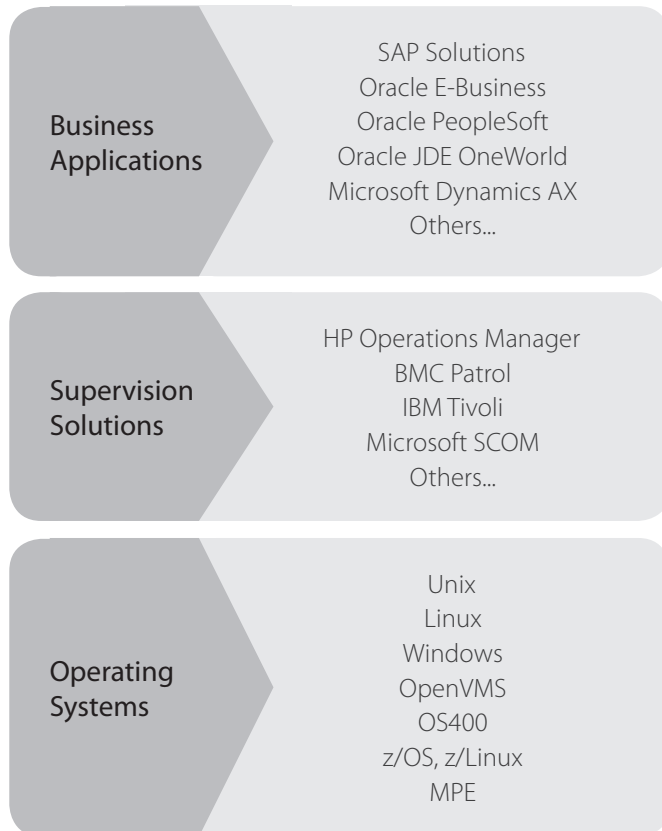 Business
Applications
SAP Solutions
Oracle E-Business
Oracle PeopleSoft
Oracle JDE OneWorld
Microsoft Dynamics AX
Others...
Supervision
Solutions
HP Operations Manager
BMC Patrol
IBM Tivoli
Microsoft SCOM
Others...
Operating
Systems
Unix
Linux
Windows
OpenVMS
OS400
z/OS, z/Linux
MPE